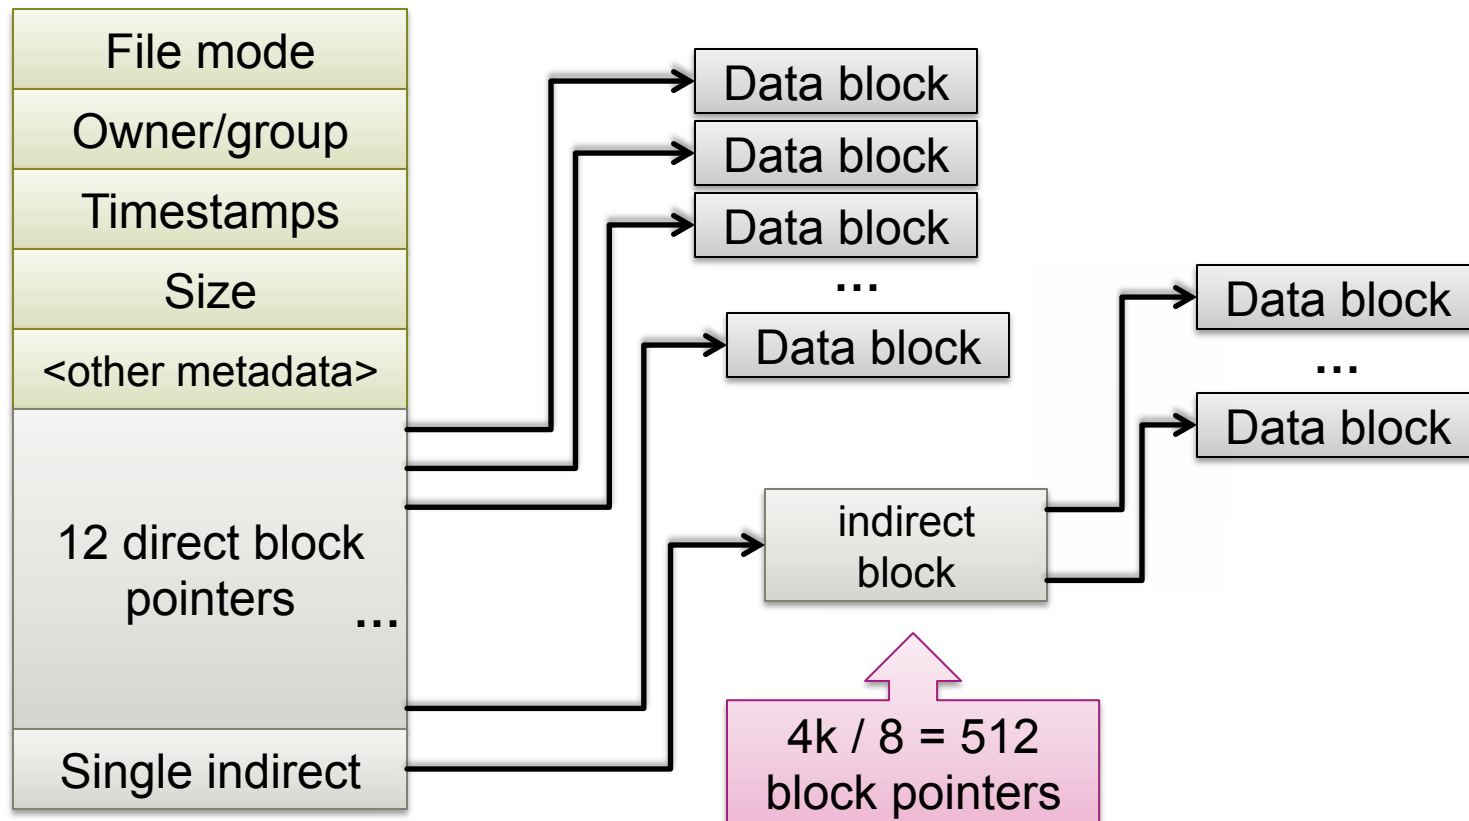 File mode
Owner/group
Timestamps
Size
<other metadata>
12 direct block
pointers
...
Single indirect
Data block
Data block
Data block
...
Data block
indirect
block
4k / 8 = 512
block pointers
Data block
...
Data block